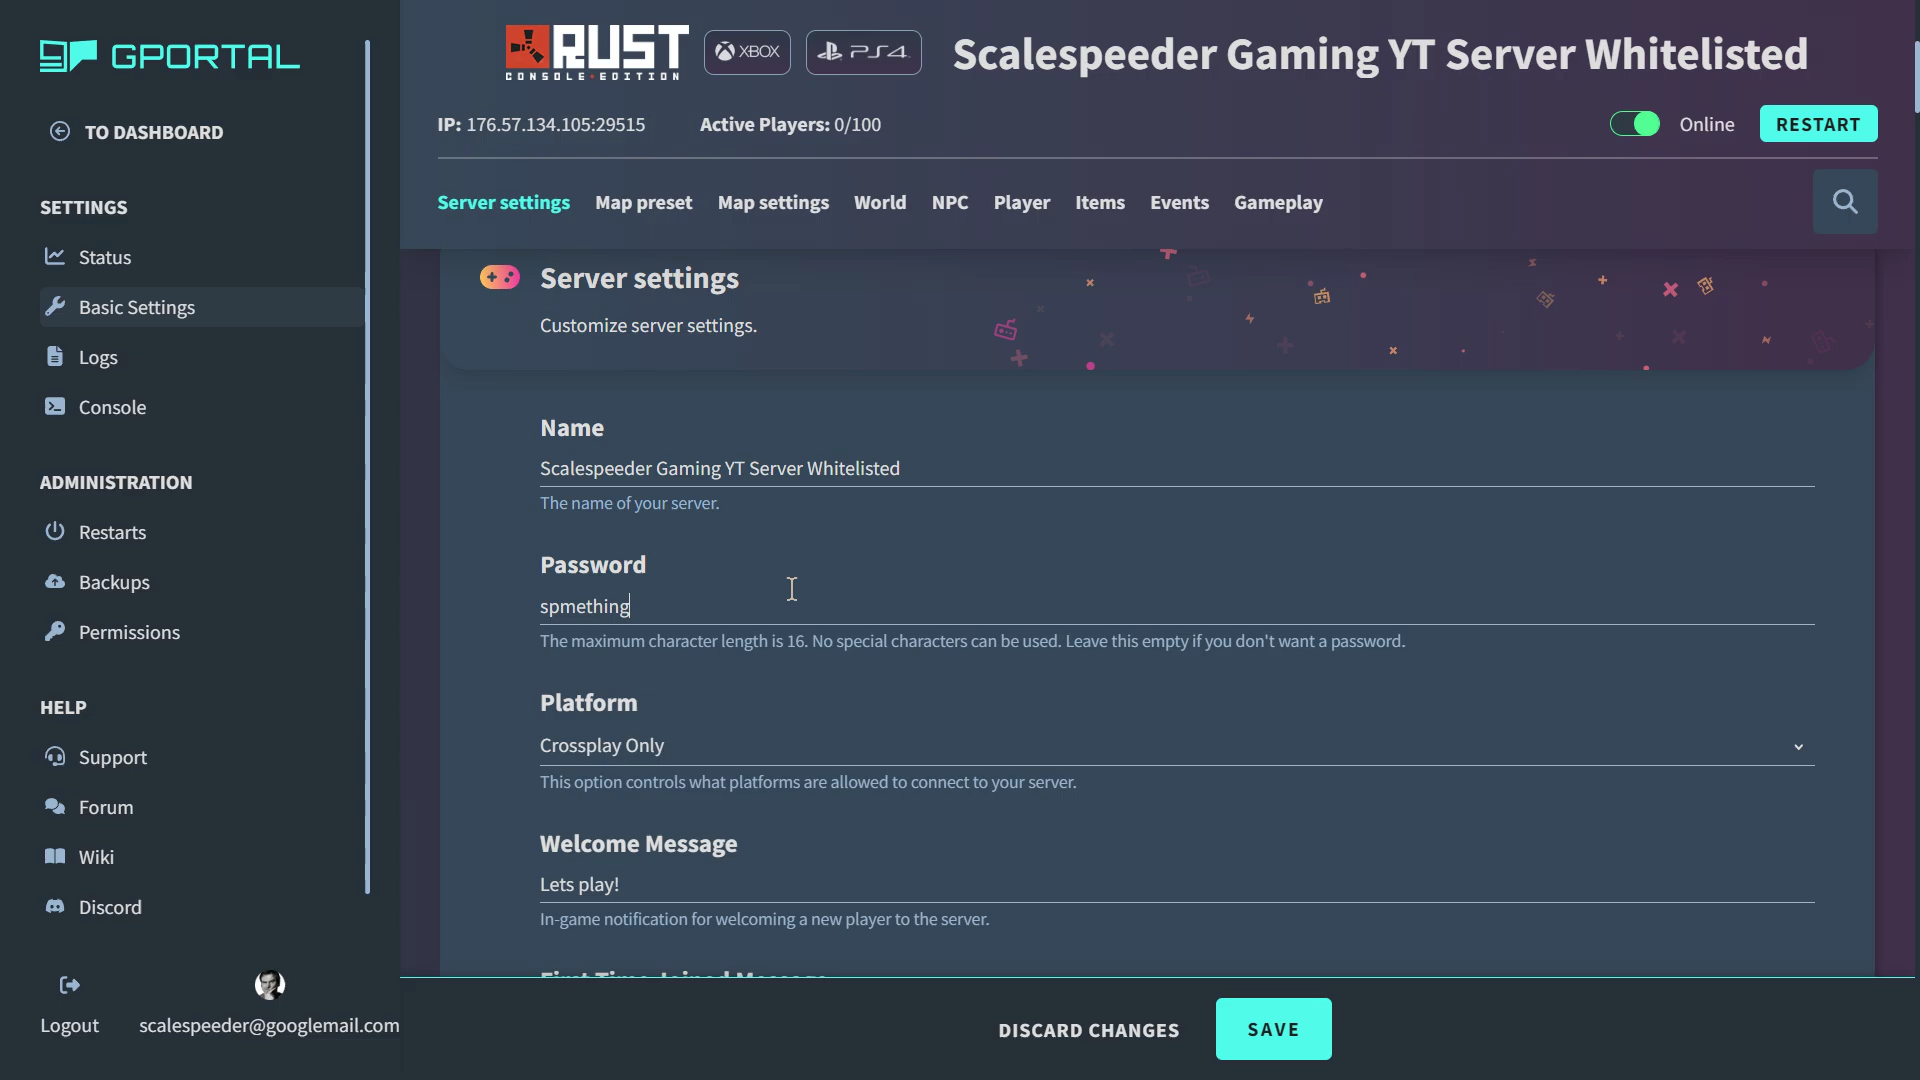 GPORTAL
TO DASHBOARD
SETTINGS
Status
Basic Settings
Logs
Console
ADMINISTRATION
Restarts
Backups
Permissions
HELP
Support
Forum
Wiki
Discord
Logout
scalespeeder@googlemail.com
RUST
CONSOLE EDITION
XBOX
PS4
Scalespeeder Gaming YT Server Whitelisted
IP: 176.57.134.105:29515
Active Players: 0/100
Online
RESTART
Server settings Map preset Map settings World NPC Player Items Events Gameplay
Server settings
Customize server settings.
Name
Scalespeeder Gaming YT Server Whitelisted
The name of your server.
Password
spmething
The maximum character length is 16. No special characters can be used. Leave this empty if you don't want a password.
Platform
Crossplay Only
This option controls what platforms are allowed to connect to your server.
Welcome Message
Lets play!
In-game notification for welcoming a new player to the server.
First Time Joined Message
DISCARD CHANGES
SAVE